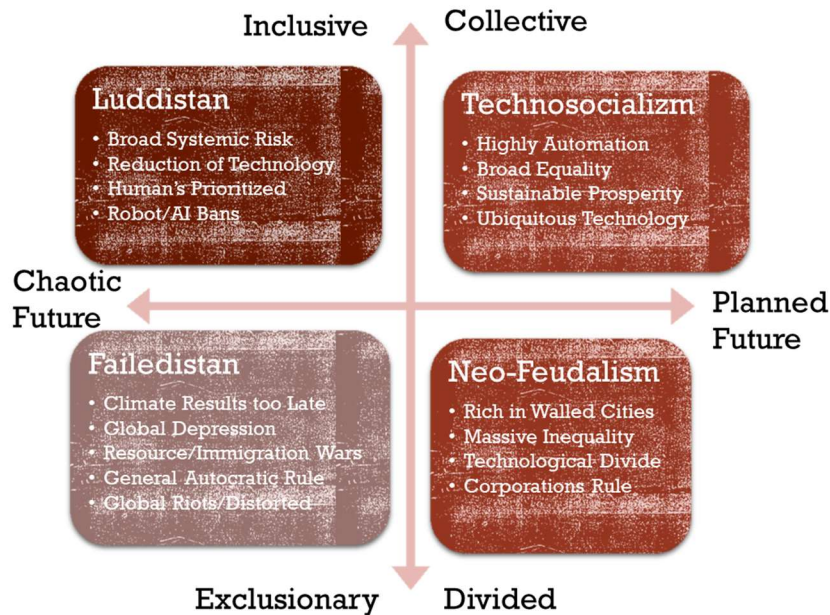 Inclusive
Collective
Luddistan
• Broad Systemic Risk
• Reduction of Technology
• Human's Prioritized
• Robot/AI Bans
Technosocializm
• Highly Automation
• Broad Equality
• Sustainable Prosperity
• Ubiquitous Technology
Chaotic
Future
Planned
Future
Failedistan
• Climate Results too Late
• Global Depression
• Resource/Immigration Wars
• General Autocratic Rule
• Global Riots/Distorted
Neo-Feudalism
• Rich in Walled Cities
• Massive Inequality
• Technological Divide
• Corporations Rule
Exclusionary
Divided